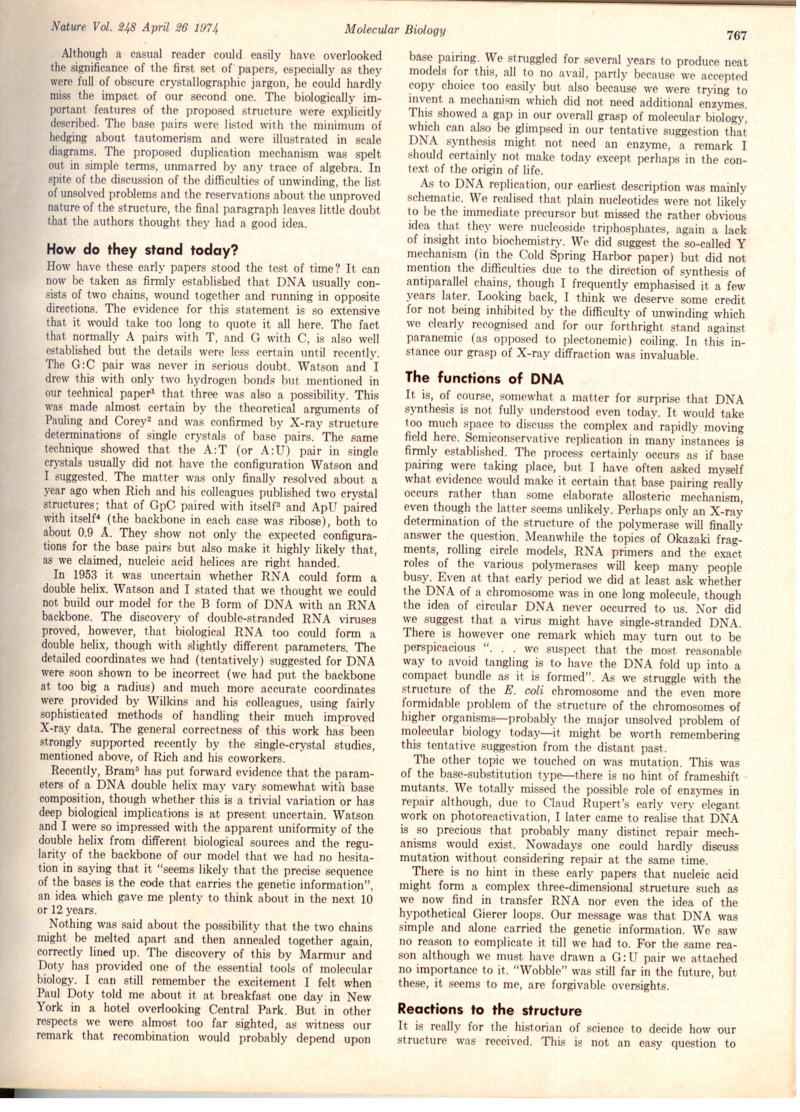 Nature Vol. 248 April 26 1974
Molecular Biology
767
Although a casual reader could easily have overlooked
the significance of the first set of papers, especially as they
were full of obscure crystallographic jargon, he could hardly
miss the impact of our second one. The biologically im-
portant features of the proposed structure were explicitly
described. The base pairs were listed with the minimum of
hedging about tautomerism and were illustrated in scale
diagrams. The proposed duplication mechanism was spelt
out in simple terms, unmarred by any trace of algebra. In
spite of the discussion of the difficulties of unwinding, the list
of unsolved problems and the reservations about the unproved
nature of the structure, the final paragraph leaves little doubt
that the authors thought they had a good idea.
How do they stand today?
How have these early papers stood the test of time? It can
now be taken as firmly established that DNA usually con-
sists of two chains, wound together and running in opposite
directions. The evidence for this statement is so extensive
that it would take too long to quote it all here. The fact
that normally A pairs with T, and G with C, is also well
established but the details were less certain until recently.
The G:C pair was never in serious doubt. Watson and I
drew this with only two hydrogen bonds but mentioned in
our technical paper¹ that three was also a possibility. This
was made almost certain by the theoretical arguments of
Pauling and Corey² and was confirmed by X-ray structure
determinations of single crystals of base pairs. The same
technique showed that the A:T (or A:U) pair in single
crystals usually did not have the configuration Watson and
I suggested. The matter was only finally resolved about a
year ago when Rich and his colleagues published two crystal
structures; that of GpC paired with itself³ and ApU paired
with itself⁴ (the backbone in each case was ribose), both to
about 0.9 Å. They show not only the expected configura-
tions for the base pairs but also make it highly likely that,
as we claimed, nucleic acid helices are right handed.
In 1953 it was uncertain whether RNA could form a
double helix. Watson and I stated that we thought we could
not build our model for the B form of DNA with an RNA
backbone. The discovery of double-stranded RNA viruses
proved, however, that biological RNA too could form a
double helix, though with slightly different parameters. The
detailed coordinates we had (tentatively) suggested for DNA
were soon shown to be incorrect (we had put the backbone
at too big a radius) and much more accurate coordinates
were provided by Wilkins and his colleagues, using fairly
sophisticated methods of handling their much improved
X-ray data. The general correctness of this work has been
strongly supported recently by the single-crystal studies,
mentioned above, of Rich and his coworkers.
Recently, Bram⁵ has put forward evidence that the param-
eters of a DNA double helix may vary somewhat with base
composition, though whether this is a trivial variation or has
deep biological implications is at present uncertain. Watson
and I were so impressed with the apparent uniformity of the
double helix from different biological sources and the regu-
larity of the backbone of our model that we had no hesita-
tion in saying that it “seems likely that the precise sequence
of the bases is the code that carries the genetic information”,
an idea which gave me plenty to think about in the next 10
or 12 years.
Nothing was said about the possibility that the two chains
might be melted apart and then annealed together again,
correctly lined up. The discovery of this by Marmur and
Doty has provided one of the essential tools of molecular
biology. I can still remember the excitement I felt when
Paul Doty told me about it at breakfast one day in New
York in a hotel overlooking Central Park. But in other
respects we were almost too far sighted, as witness our
remark that recombination would probably depend upon
base pairing. We struggled for several years to produce neat
models for this, all to no avail, partly because we accepted
copy choice too easily but also because we were trying to
invent a mechanism which did not need additional enzymes.
This showed a gap in our overall grasp of molecular biology,
which can also be glimpsed in our tentative suggestion that
DNA synthesis might not need an enzyme, a remark I
should certainly not make today except perhaps in the con-
text of the origin of life.
As to DNA replication, our earliest description was mainly
schematic. We realised that plain nucleotides were not likely
to be the immediate precursor but missed the rather obvious
idea that they were nucleoside triphosphates, again a lack
of insight into biochemistry. We did suggest the so-called Y
mechanism (in the Cold Spring Harbor paper) but did not
mention the difficulties due to the direction of synthesis of
antiparallel chains, though I frequently emphasised it a few
years later. Looking back, I think we deserve some credit
for not being inhibited by the difficulty of unwinding which
we clearly recognised and for our forthright stand against
paranemic (as opposed to plectonemic) coiling. In this in-
stance our grasp of X-ray diffraction was invaluable.
The functions of DNA
It is, of course, somewhat a matter for surprise that DNA
synthesis is not fully understood even today. It would take
too much space to discuss the complex and rapidly moving
field here. Semiconservative replication in many instances is
firmly established. The process certainly occurs as if base
pairing were taking place, but I have often asked myself
what evidence would make it certain that base pairing really
occurs rather than some elaborate allosteric mechanism,
even though the latter seems unlikely. Perhaps only an X-ray
determination of the structure of the polymerase will finally
answer the question. Meanwhile the topics of Okazaki frag-
ments, rolling circle models, RNA primers and the exact
roles of the various polymerases will keep many people
busy. Even at that early period we did at least ask whether
the DNA of a chromosome was in one long molecule, though
the idea of circular DNA never occurred to us. Nor did
we suggest that a virus might have single-stranded DNA.
There is however one remark which may turn out to be
perspicacious “. . . we suspect that the most reasonable
way to avoid tangling is to have the DNA fold up into a
compact bundle as it is formed”. As we struggle with the
structure of the E. coli chromosome and the even more
formidable problem of the structure of the chromosomes of
higher organisms—probably the major unsolved problem of
molecular biology today—it might be worth remembering
this tentative suggestion from the distant past.
The other topic we touched on was mutation. This was
of the base-substitution type—there is no hint of frameshift
mutants. We totally missed the possible role of enzymes in
repair although, due to Claud Rupert’s early very elegant
work on photoreactivation, I later came to realise that DNA
is so precious that probably many distinct repair mech-
anisms would exist. Nowadays one could hardly discuss
mutation without considering repair at the same time.
There is no hint in these early papers that nucleic acid
might form a complex three-dimensional structure such as
we now find in transfer RNA nor even the idea of the
hypothetical Gierer loops. Our message was that DNA was
simple and alone carried the genetic information. We saw
no reason to complicate it till we had to. For the same rea-
son although we must have drawn a G:U pair we attached
no importance to it. “Wobble” was still far in the future, but
these, it seems to me, are forgivable oversights.
Reactions to the structure
It is really for the historian of science to decide how our
structure was received. This is not an easy question to